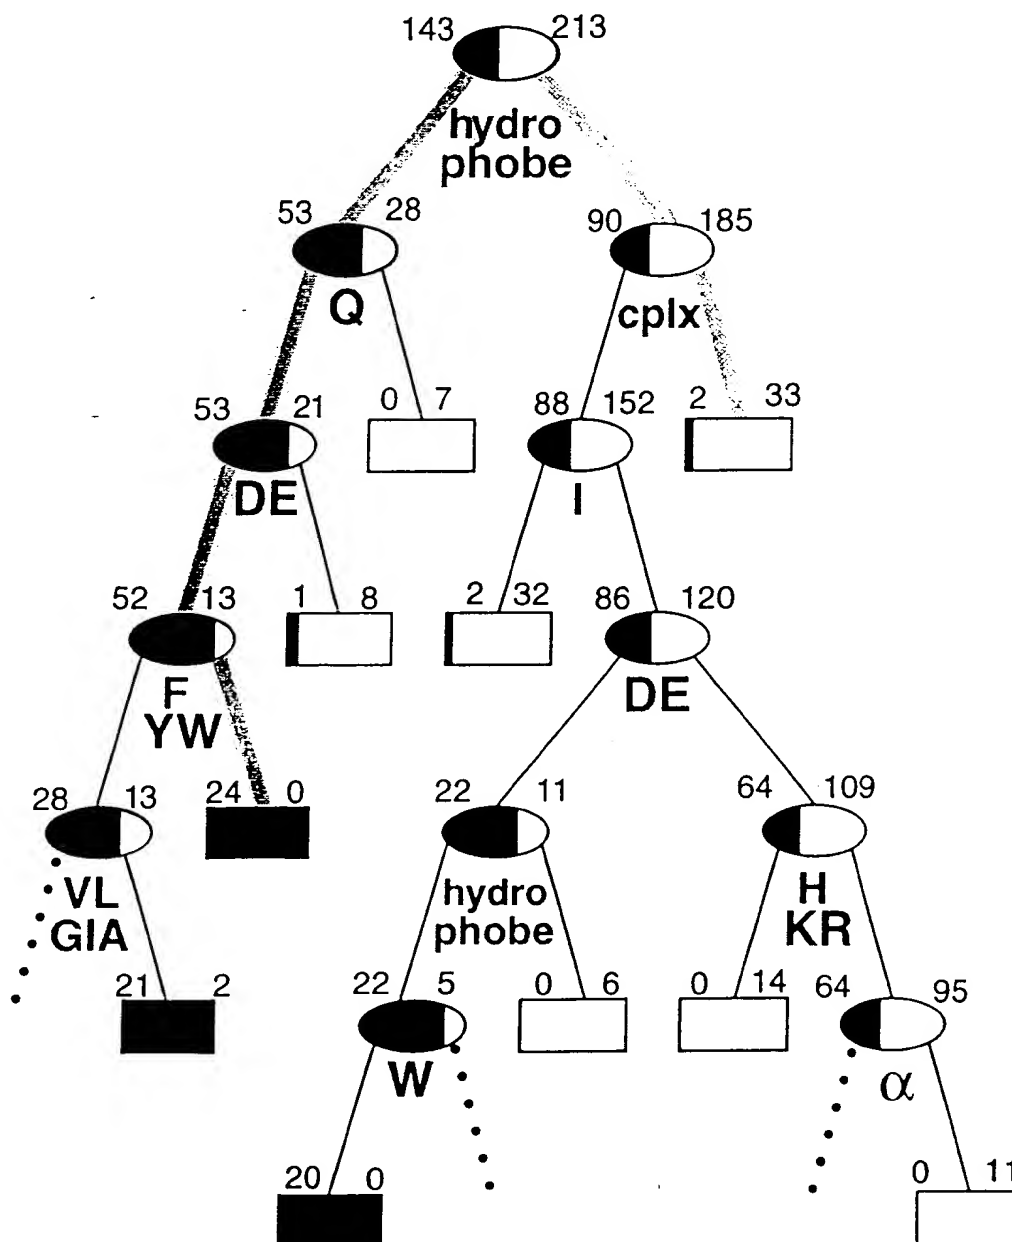 143 213
hydro
phobe
53 28
90 185
Q
cplx
53 21
0 7
88 152
2 33
DE
I
52 13
1 8
2 32
86 120
F
YW
DE
28 13
24 0
22 11
64 109
VL
GIA
hydro
phobe
H
KR
21 2
22 5
0 6
0 14
64 95
W
α
20 0
0 11